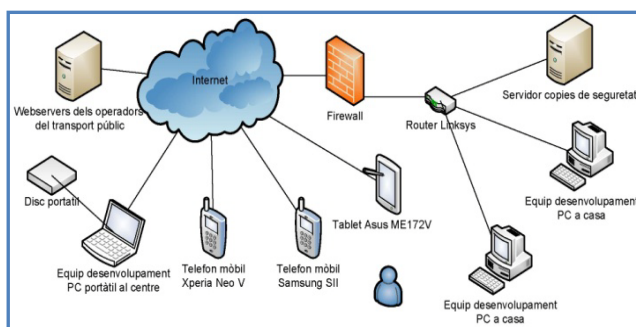 Internet
Webservers dels operadors
del transport públic
Firewall
Router Linksys
Servidor copies de seguretat
Disc portatil
Equip desenvolupament
PC portàtil al centre
Telefon mòbil
Xperia Neo V
Telefon mòbil
Samsung SII
Tablet Asus ME172V
Equip desenvolupament
PC a casa
Equip desenvolupament
PC a casa